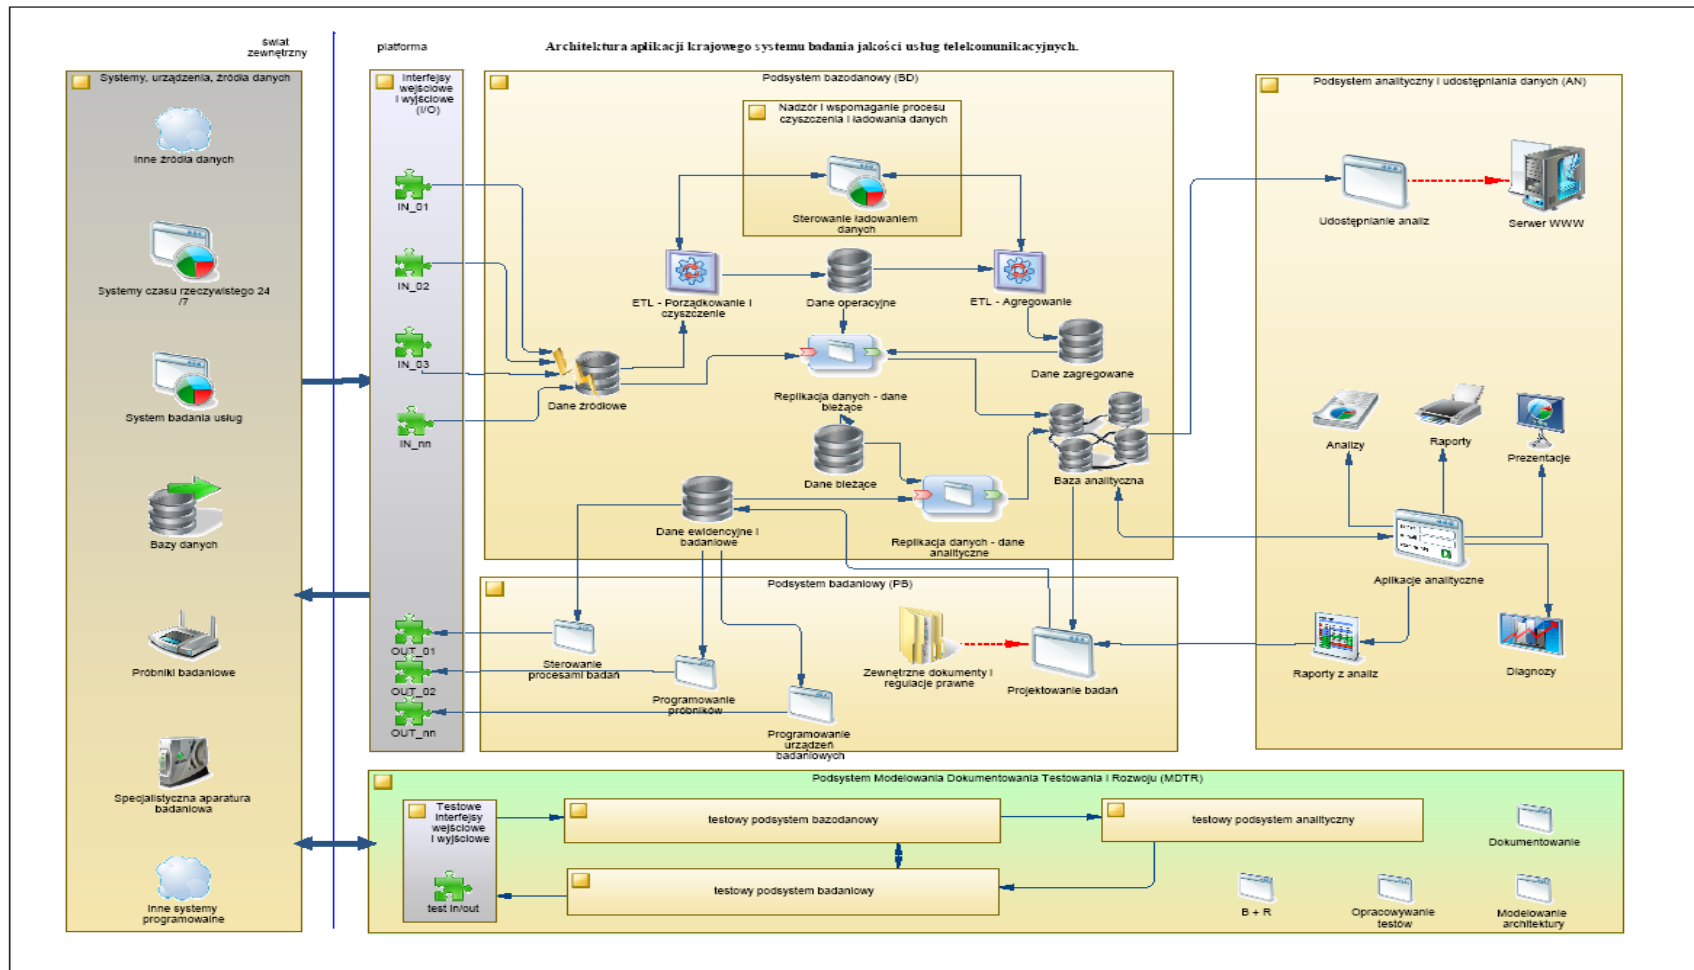 świat
zewnętrzny
platforma
Architektura aplikacji krajowego systemu badania jakości usług telekomunikacyjnych.
Systemy, urządzenia, źródła danych
Inne źródła danych
Systemy czasu rzeczywistego 24
/7
System badania usług
Bazy danych
Próbniki badaniowe
Specjalistyczna aparatura
badaniowa
Inne systemy
programowalne
Interfejsy
wejściowe
i wyjściowe
(I/O)
IN_01
IN_02
IN_03
IN_nn
OUT_01
OUT_02
OUT_nn
Podsystem bazodanowy (BD)
Nadzór i wspomaganie procesu
czyszczenia i ładowania danych
Sterowanie ładowaniem
danych
ETL - Porządkowanie i
czyszczenie
Dane operacyjne
ETL - Agregowanie
Dane źródłowe
Replikacja danych - dane
bieżące
Dane zagregowane
Dane bieżące
Baza analityczna
Dane ewidencyjne i
badaniowe
Replikacja danych - dane
analityczne
Podsystem badaniowy (PB)
Sterowanie
procesami badań
Programowanie
próbników
Programowanie
urządzeń
badaniowych
Zewnętrzne dokumenty i
regulacje prawne
Projektowanie badań
Podsystem analityczny i udostępniania danych (AN)
Udostępnianie analiz
Serwer WWW
Analizy
Raporty
Prezentacje
Aplikacje analityczne
Raporty z analiz
Diagnozy
Podsystem Modelowania Dokumentowania Testowania i Rozwoju (MDTR)
Testowe
interfejsy
wejściowe
i wyjściowe
test in/out
testowy podsystem bazodanowy
testowy podsystem analityczny
testowy podsystem badaniowy
Dokumentowanie
B + R
Opracowywanie
testów
Modelowanie
architektury